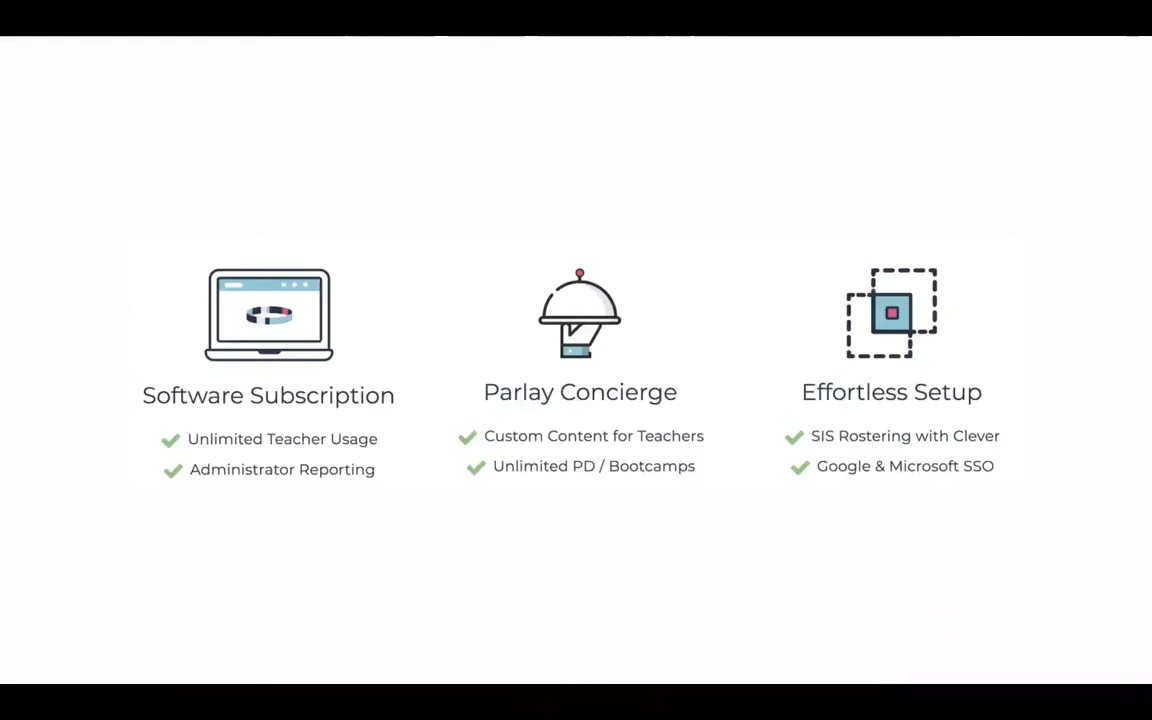 Software Subscription
Unlimited Teacher Usage
Administrator Reporting
Parlay Concierge
Custom Content for Teachers
Unlimited PD / Bootcamps
Effortless Setup
SIS Rostering with Clever
Google & Microsoft SSO